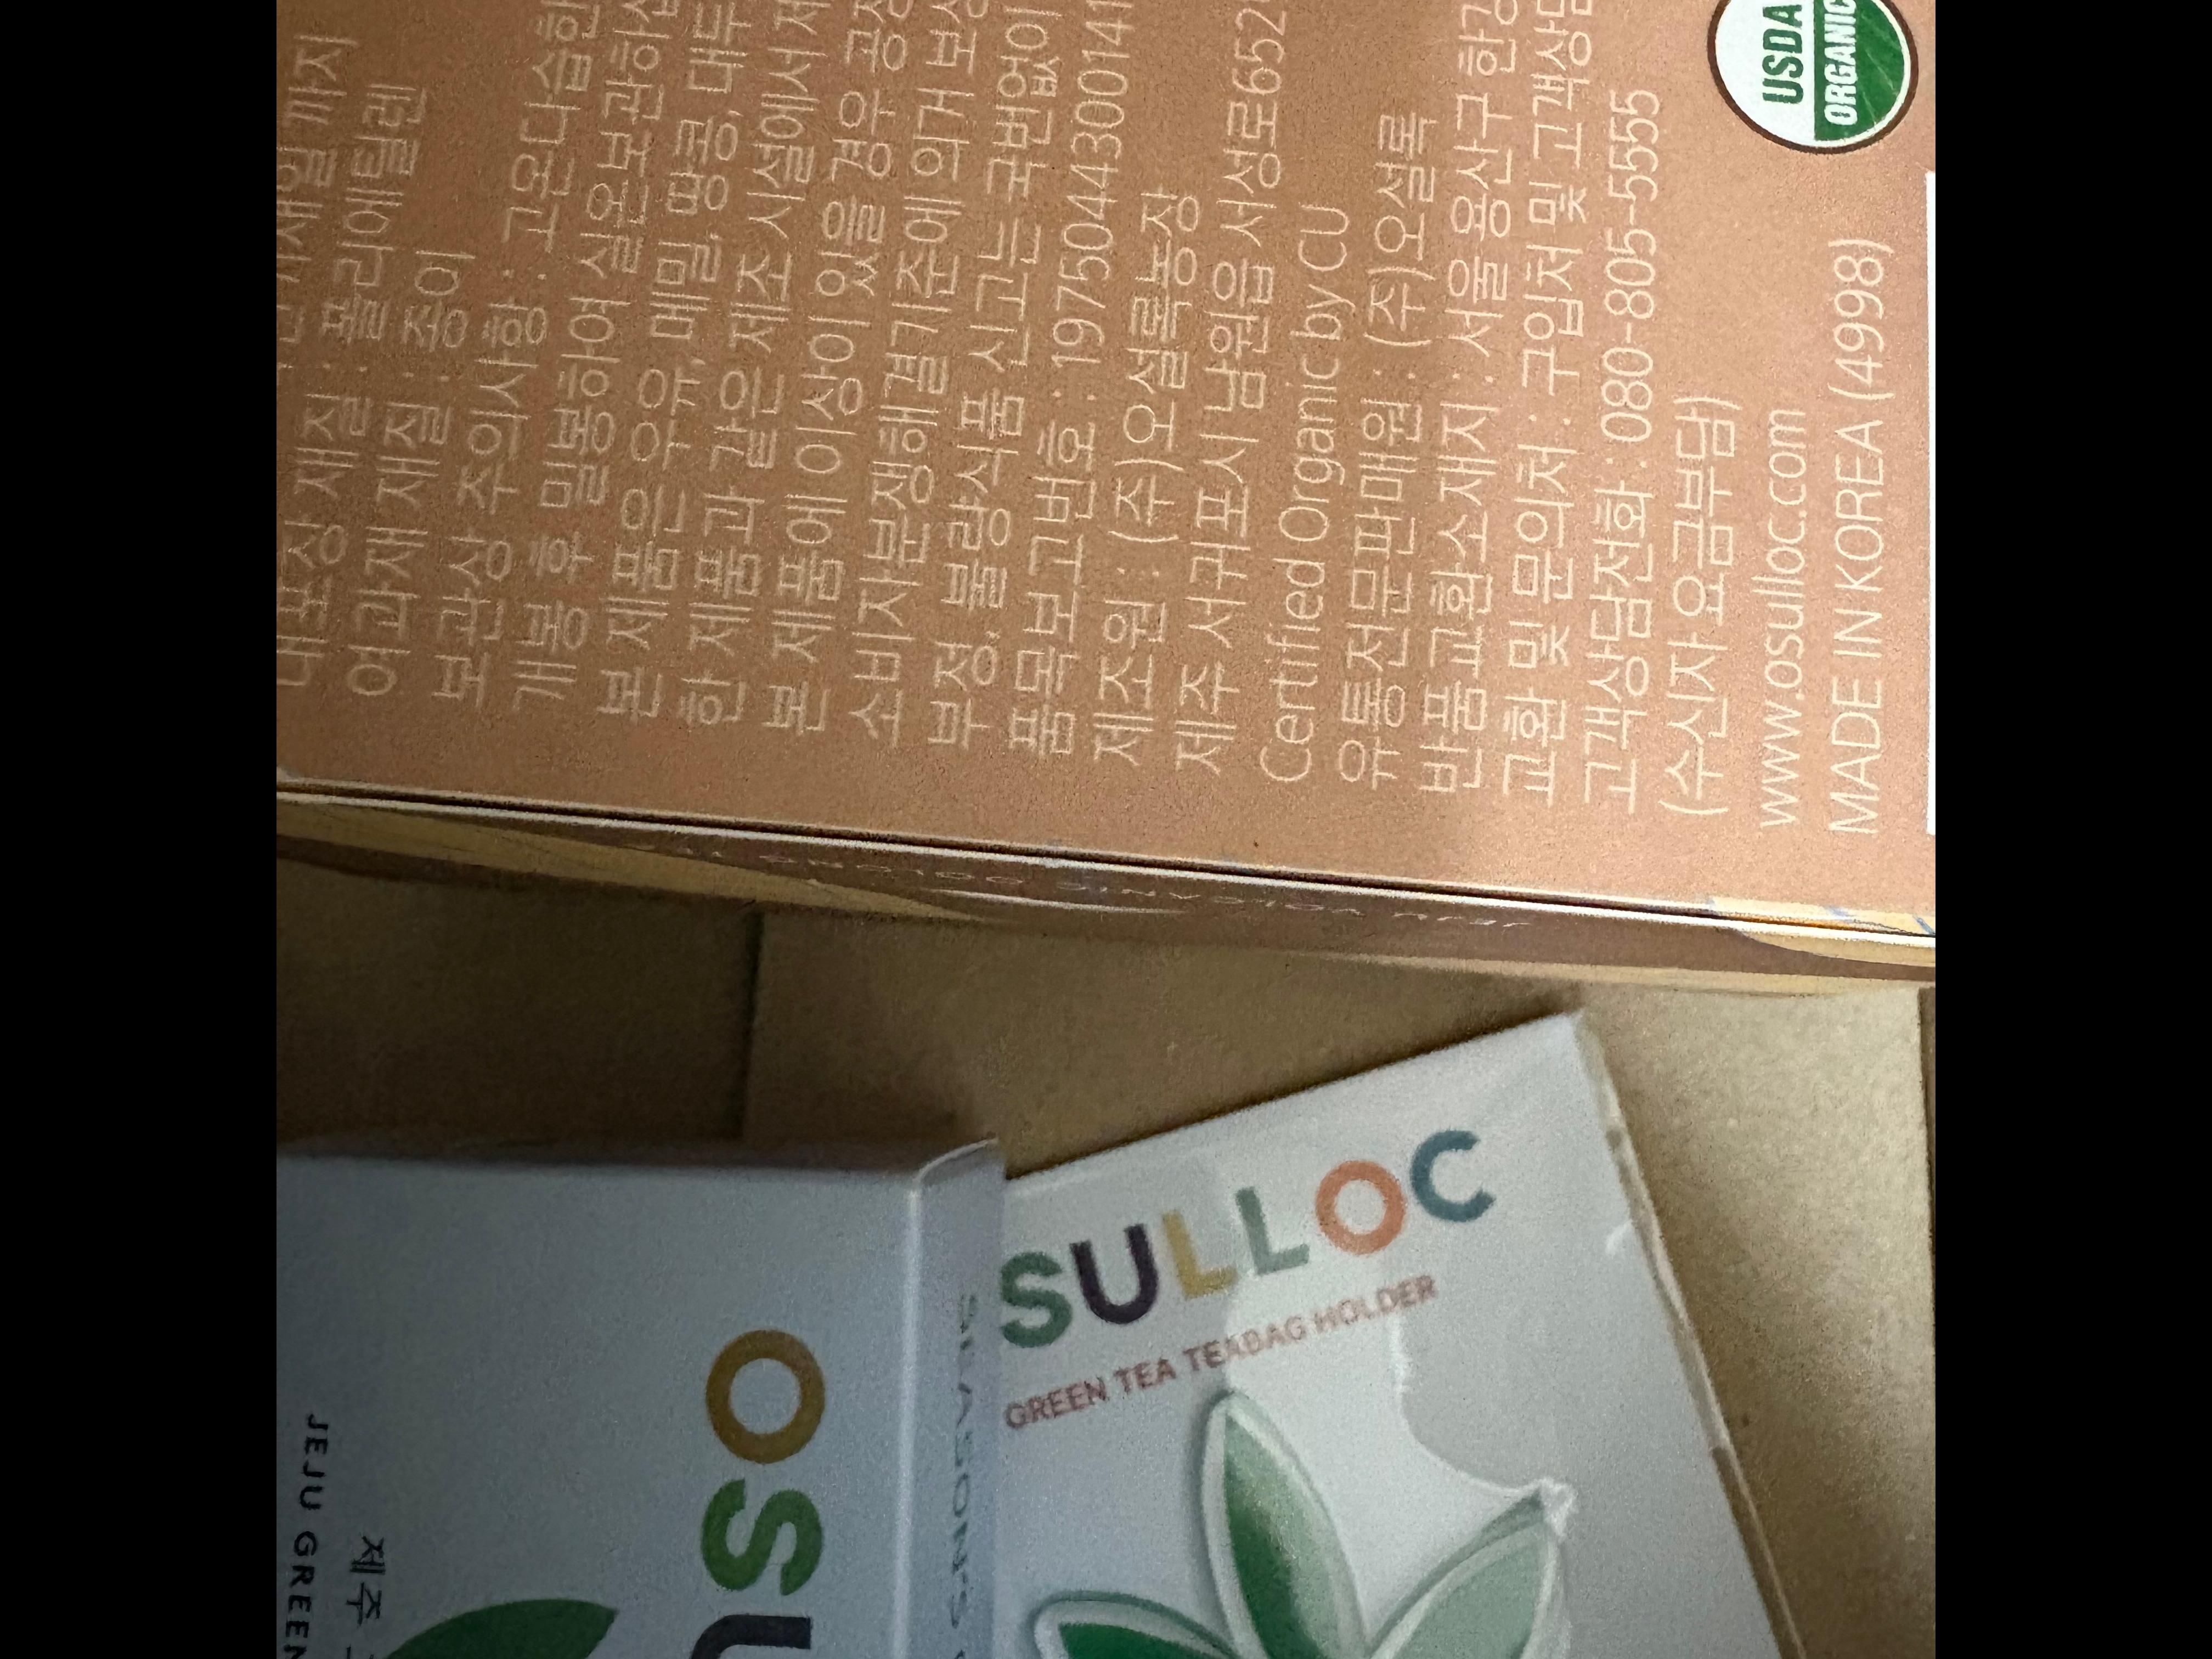 내포장 재질 : 폴리에틸렌
여과재 재질 : 종이
보관상 주의사항 : 고온다습한
개봉 후 밀봉하여 실온보관하
본 제품은 우유, 메밀, 땅콩, 대두
한 제품과 같은 제조 시설에서 제
본 제품에 이상이 있을 경우 공정
소비자분쟁해결기준에 의거 보상
부정, 불량식품 신고는 국번없이
품목보고번호 : 1975044300141
제조원 : (주)오설록농장
제주 서귀포시 남원읍 서성로652
Certified Organic by CU
유통전문판매원 : (주)오설록
반품교환소재지 : 서울 용산구 한강
교환 및 문의처 : 구입처 및 고객상담
고객상담전화 : 080-805-5555
(수신자 요금부담)
www.osulloc.com
MADE IN KOREA (4998)
USDA
ORGANIC
SULLOC
GREEN TEA TEABAG HOLDER
OSU
JEJU GREEN
제주
SEASON'S